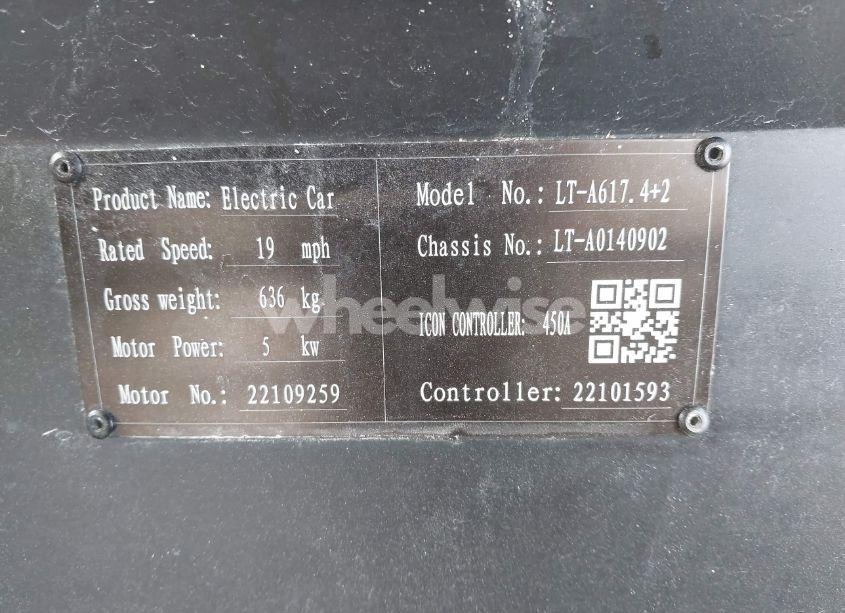 Product Name: Electric Car
Rated Speed: 19 mph
Gross weight: 636 kg
Motor Power: 5 kw
Motor No.: 22109259
Model No.: LT-A617.4+2
Chassis No.: LT-A0140902
ICON CONTROLLER: 450A
Controller: 22101593
wheelwise